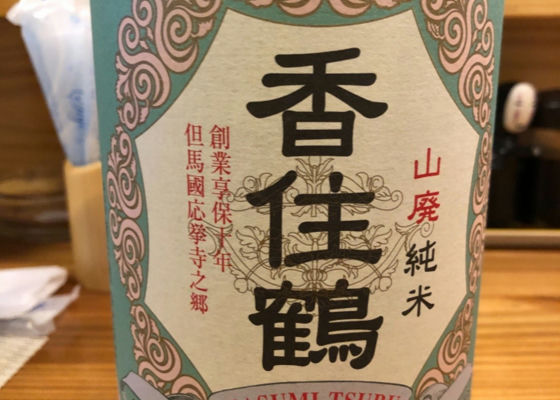 山廃純米
香住鶴
創業享保十年
但馬國応挙寺之郷
KASUMI TSURU